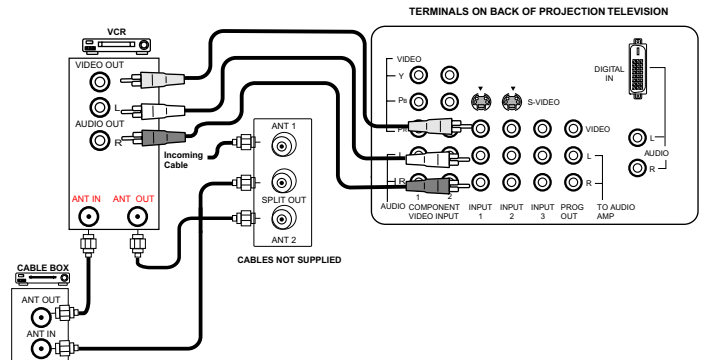 TERMINALS ON BACK OF PROJECTION TELEVISION
VCR
VIDEO OUT
L
AUDIO OUT
R
ANT IN ANT OUT
Incoming
Cable
ANT 1
SPLIT OUT
ANT 2
CABLES NOT SUPPLIED
CABLE BOX
ANT OUT
ANT IN
VIDEO
Y
PB
PR
S-VIDEO
VIDEO
L
R
L
R
AUDIO
1 2
COMPONENT
VIDEO INPUT
INPUT
1
INPUT
2
INPUT
3
PROG
OUT
TO AUDIO
AMP
DIGITAL
IN
L
AUDIO
R